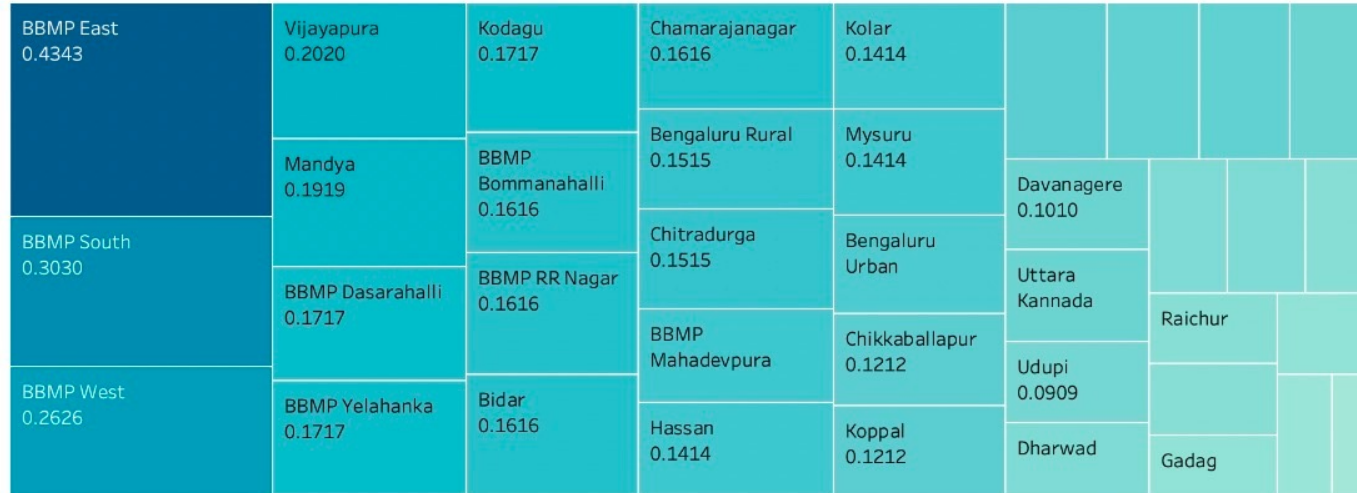 BBMP East
0.4343
BBMP South
0.3030
BBMP West
0.2626
Vijayapura
0.2020
Mandya
0.1919
BBMP Dasarahalli
0.1717
BBMP Yelahanka
0.1717
Kodagu
0.1717
BBMP
Bommanahalli
0.1616
BBMP RR Nagar
0.1616
Bidar
0.1616
Chamarajanagar
0.1616
Bengaluru Rural
0.1515
Chitradurga
0.1515
BBMP
Mahadevpura
Hassan
0.1414
Kolar
0.1414
Mysuru
0.1414
Bengaluru
Urban
Chikkaballapur
0.1212
Koppal
0.1212
Davanagere
0.1010
Uttara
Kannada
Udupi
0.0909
Dharwad
Raichur
Gadag